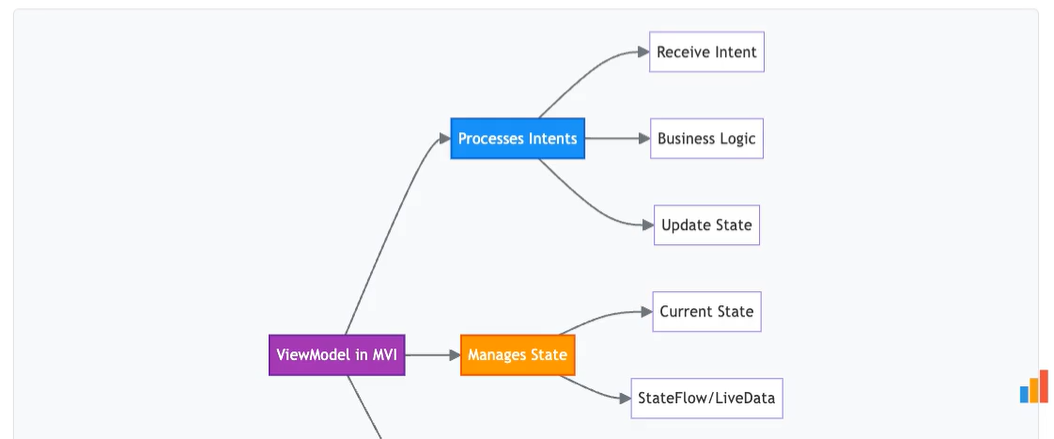 Receive Intent
Processes Intents
Business Logic
Update State
Current State
ViewModel in MVI
Manages State
StateFlow/LiveData